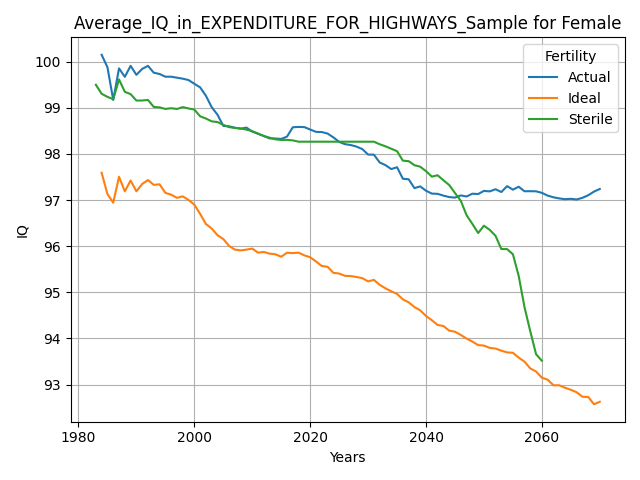 Average_IQ_in_EXPENDITURE_FOR_HIGHWAYS_Sample for Female
Fertility
Actual
Ideal
Sterile
100
99
98
97
96
95
94
93
IQ
1980 2000 2020 2040 2060
Years